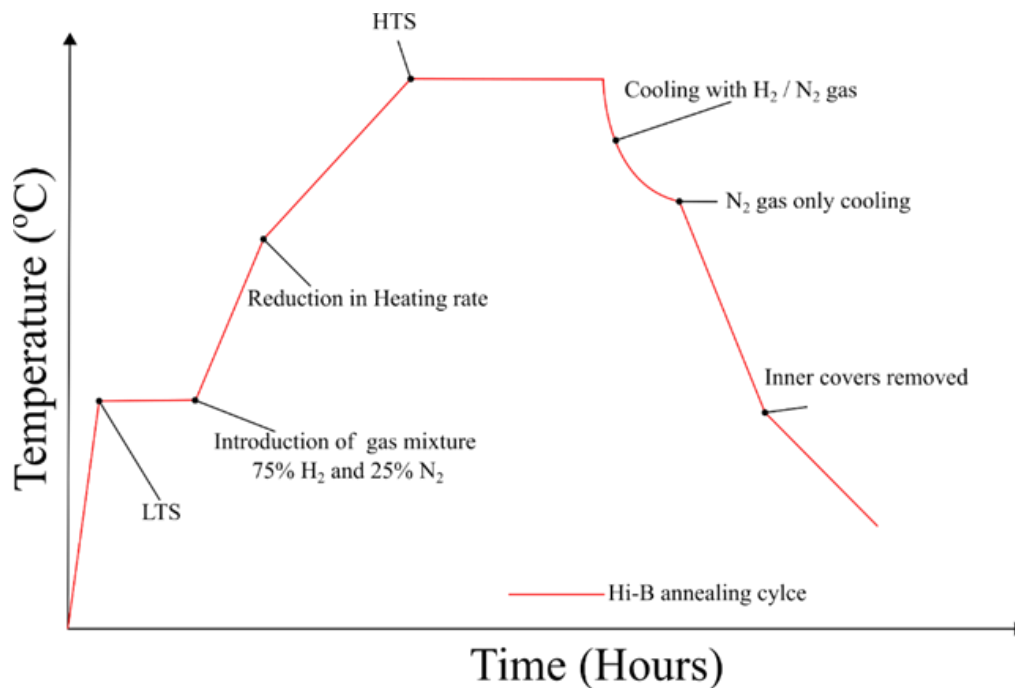 HTS
Cooling with H₂ / N₂ gas
N₂ gas only cooling
Reduction in Heating rate
Inner covers removed
Introduction of gas mixture
75% H₂ and 25% N₂
LTS
Hi-B annealing cylce
Temperature (ºC)
Time (Hours)